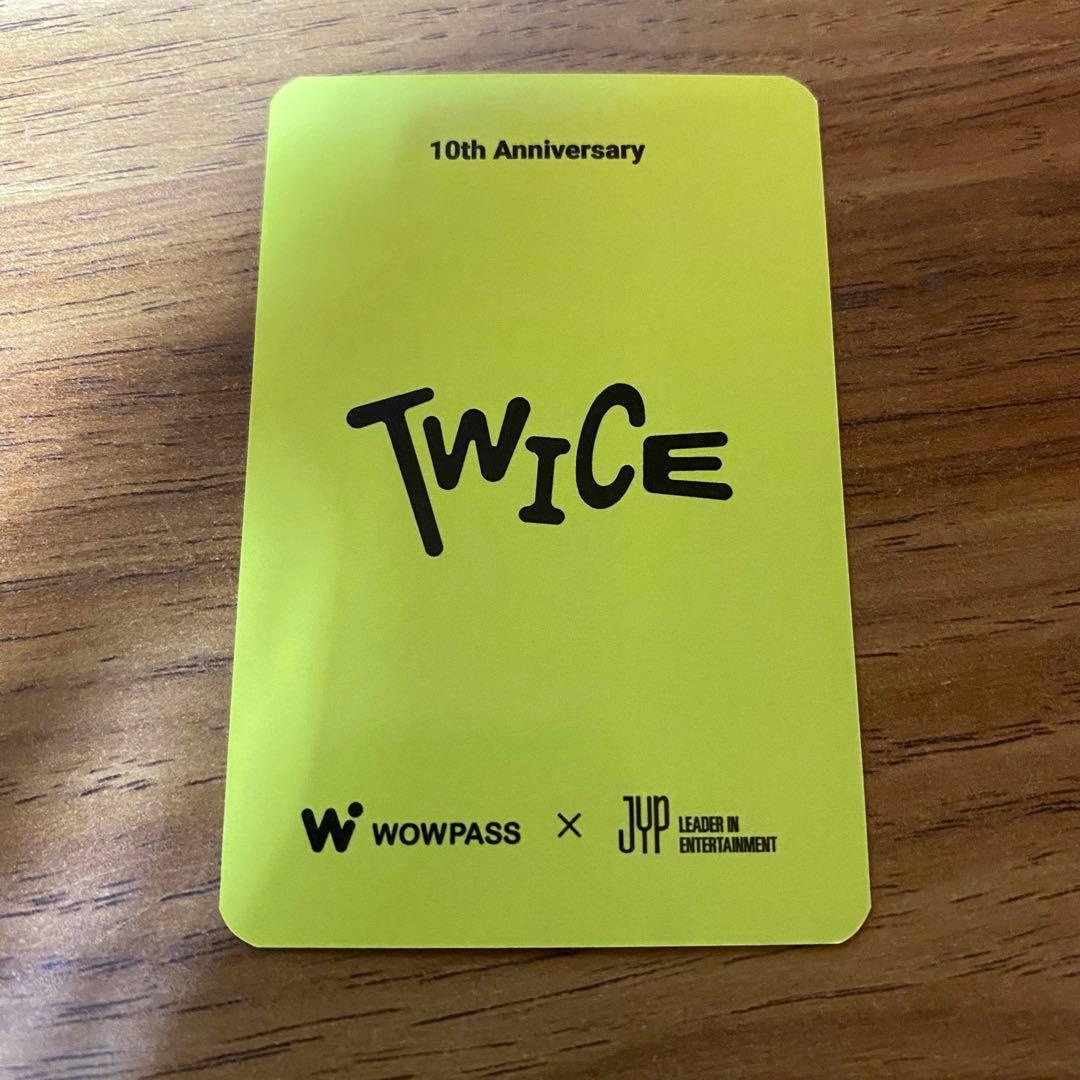 10th Anniversary
TWICE
W WOWPASS × JYP LEADER IN
ENTERTAINMENT